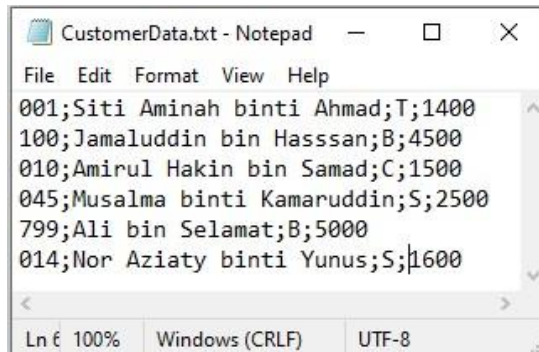 CustomerData.txt - Notepad
File Edit Format View Help
001;Siti Aminah binti Ahmad;T;1400
100;Jamaluddin bin Hasssan;B;4500
010;Amirul Hakin bin Samad;C;1500
045;Musalma binti Kamaruddin;S;2500
799;Ali bin Selamat;B;5000
014;Nor Aziaty binti Yunus;S;1600
Ln 6 100% Windows (CRLF) UTF-8